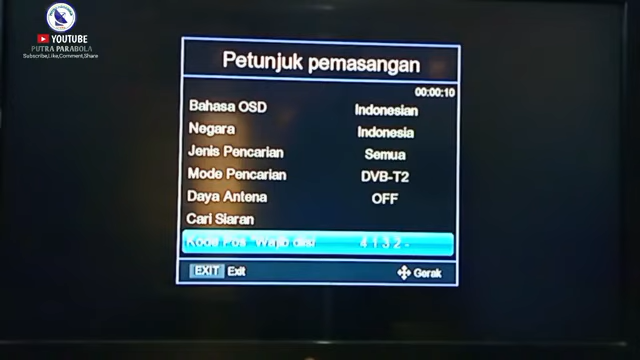 YOUTUBE
PUTRA PARABOLA
Subscribe,Like,Comment,Share
Petunjuk pemasangan
00:00:10
Bahasa OSD Indonesian
Negara Indonesia
Jenis Pencarian Semua
Mode Pencarian DVB-T2
Daya Antena OFF
Cari Siaran
Kode Pos Wajib diisi 4 1 3 2 -
EXIT Exit Gerak